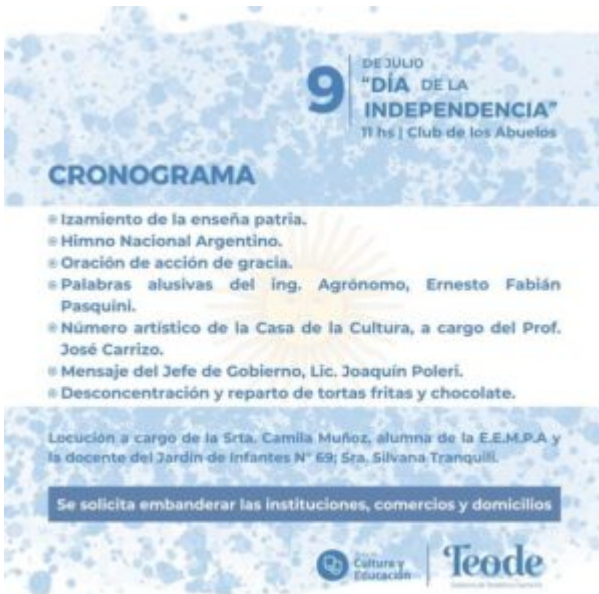 9
DE JULIO
"DÍA DE LA
INDEPENDENCIA"
11 hs | Club de los Abuelos
CRONOGRAMA
Izamiento de la enseña patria.
Himno Nacional Argentino.
Oración de acción de gracia.
Palabras alusivas del ing. Agrónomo, Ernesto Fabián
Pasquini.
Número artístico de la Casa de la Cultura, a cargo del Prof.
José Carrizo.
Mensaje del Jefe de Gobierno, Lic. Joaquín Poleri.
Desconcentración y reparto de tortas fritas y chocolate.
Locución a cargo de la Srta. Camila Muñoz, alumna de la E.E.M.P.A y
la docente del Jardín de Infantes N° 69; Sra. Silvana Tranquili.
Se solicita embanderar las instituciones, comercios y domicilios
Cultura y
Educación
Teode